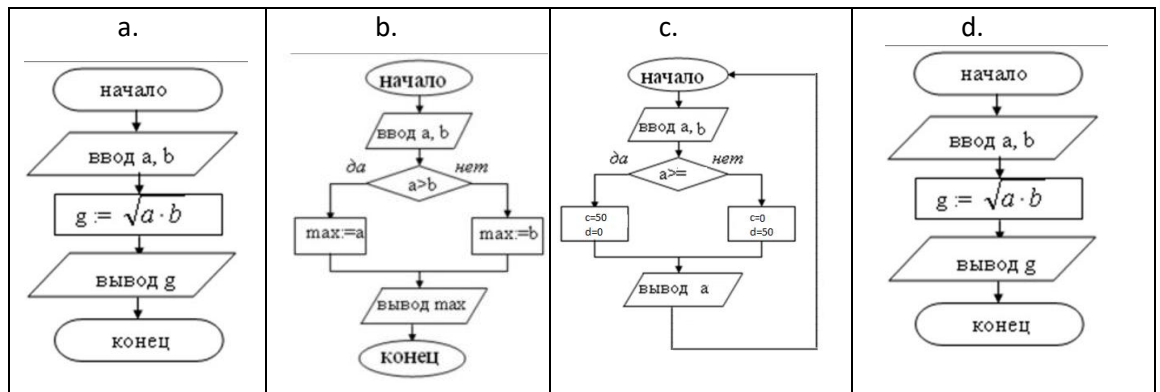 a.
начало
ввод a, b
g := √a · b
вывод g
конец
b.
начало
ввод a, b
да
нет
a>b
max:=a
max:=b
вывод max
конец
c.
начало
ввод a, b
да
нет
a>=
c=50
d=0
c=0
d=50
вывод a
d.
начало
ввод a, b
g := √a · b
вывод g
конец